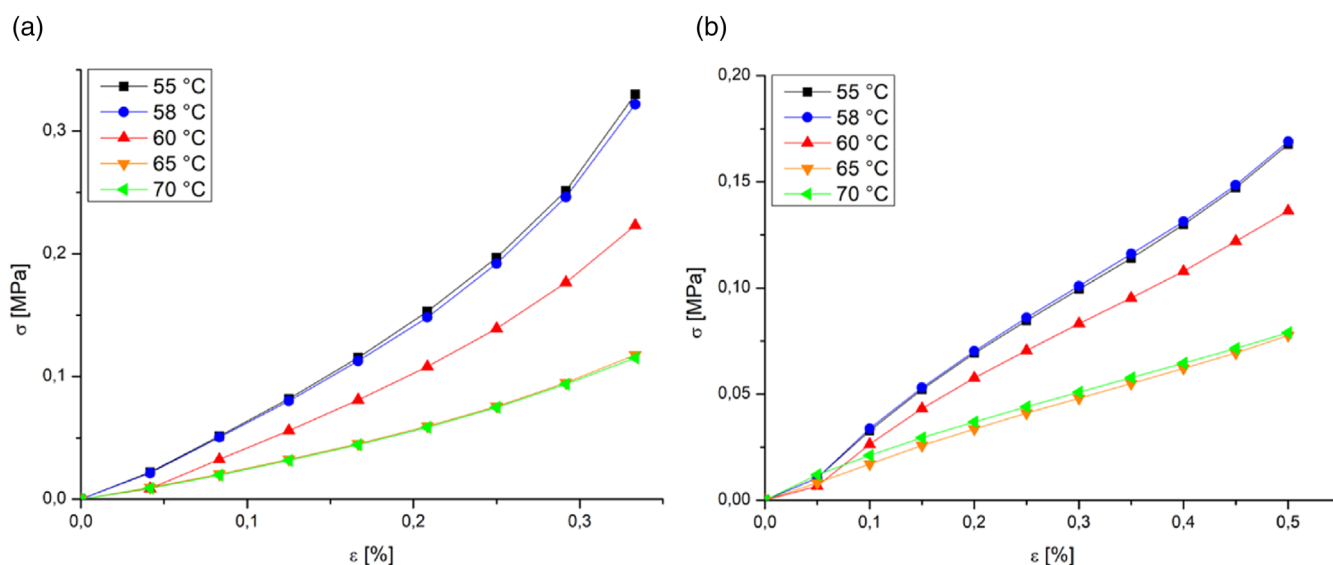 (a)
55 °C
58 °C
60 °C
65 °C
70 °C
0,3
0,2
0,1
0,0
σ [MPa]
0,0 0,1 0,2 0,3
ε [%]
(b)
0,20
55 °C
58 °C
60 °C
65 °C
70 °C
0,15
0,10
0,05
0,00
σ [MPa]
0,0 0,1 0,2 0,3 0,4 0,5
ε [%]